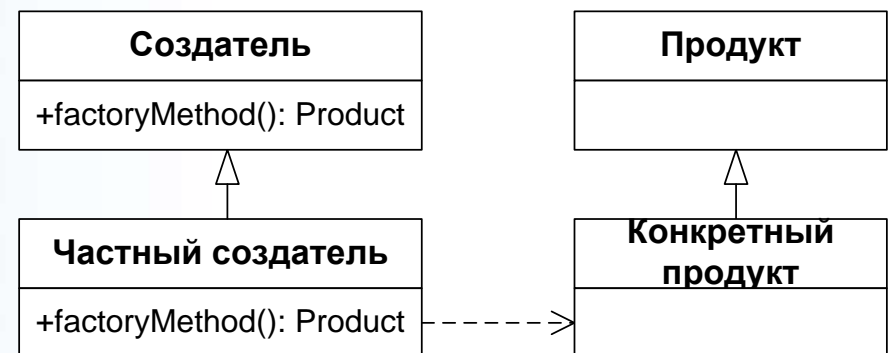 Создатель
+factoryMethod(): Product
Продукт
Частный создатель
+factoryMethod(): Product
Конкретный
продукт